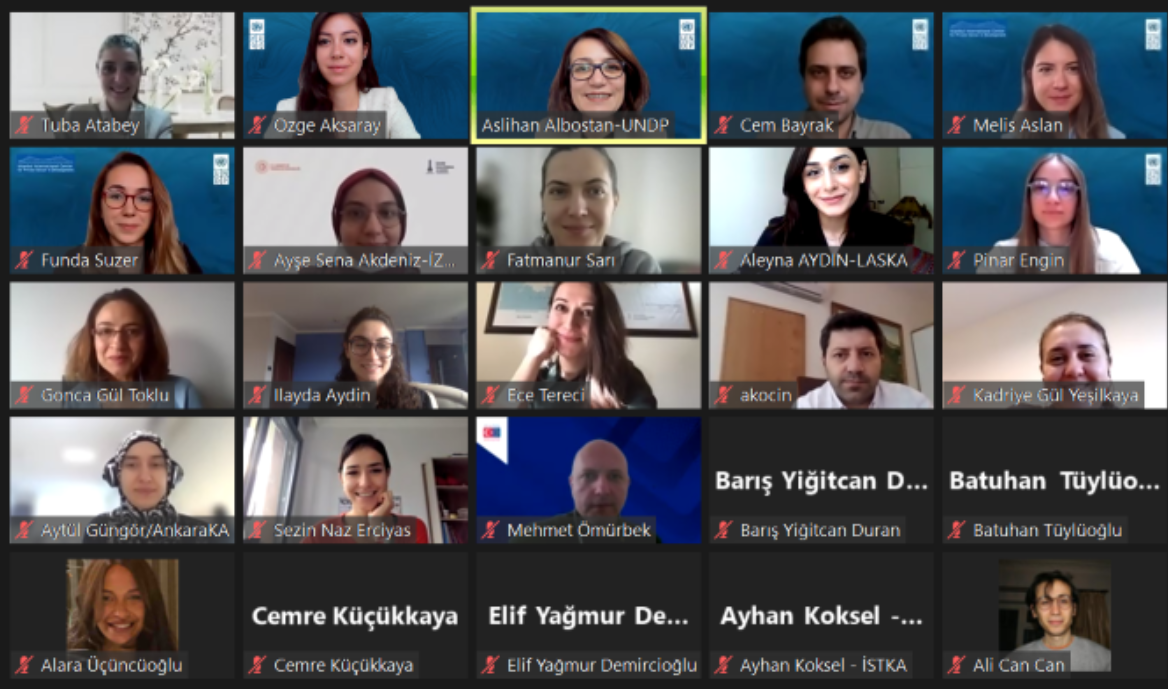 Tuba Atabey
Ozge Aksaray
Aslihan Albostan-UNDP
Cem Bayrak
Melis Aslan
Funda Suzer
Ayşe Sena Akdeniz-İZ...
Fatmanur Sarı
Aleyna AYDIN-LASKA
Pinar Engin
Gonca Gül Toklu
Ilayda Aydin
Ece Tereci
akocin
Kadriye Gül Yeşilkaya
Aytül Güngör/AnkaraKA
Sezin Naz Erciyas
Mehmet Ömürbek
Barış Yiğitcan D...
Barış Yiğitcan Duran
Batuhan Tüylüo...
Batuhan Tüylüoğlu
Alara Üçüncüoğlu
Cemre Küçükkaya
Cemre Küçükkaya
Elif Yağmur De...
Elif Yağmur Demircioğlu
Ayhan Koksel -...
Ayhan Koksel - İSTKA
Ali Can Can